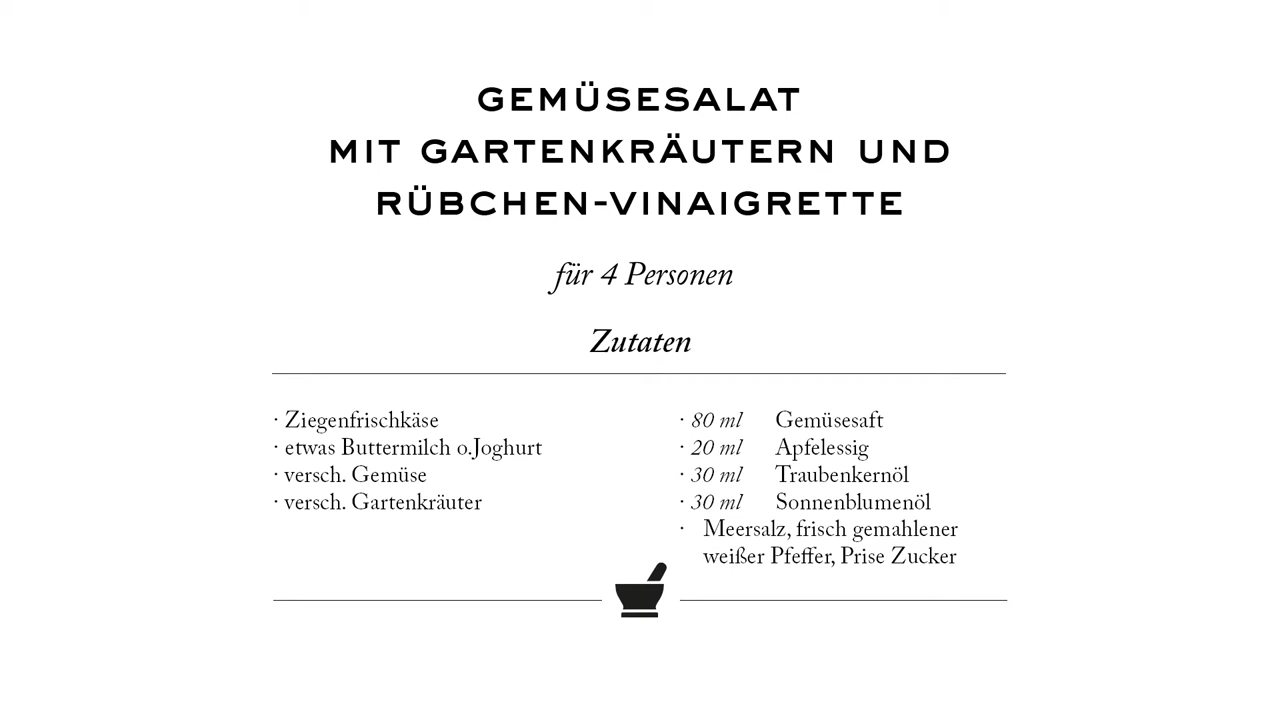 GEMÜSESALAT
MIT GARTENKRÄUTERN UND
RÜBCHEN-VINAIGRETTE
für 4 Personen
Zutaten
· Ziegenfrischkäse
· etwas Buttermilch o.Joghurt
· versch. Gemüse
· versch. Gartenkräuter
· 80 ml Gemüsesaft
· 20 ml Apfelessig
· 30 ml Traubenkernöl
· 30 ml Sonnenblumenöl
· Meersalz, frisch gemahlener
weißer Pfeffer, Prise Zucker